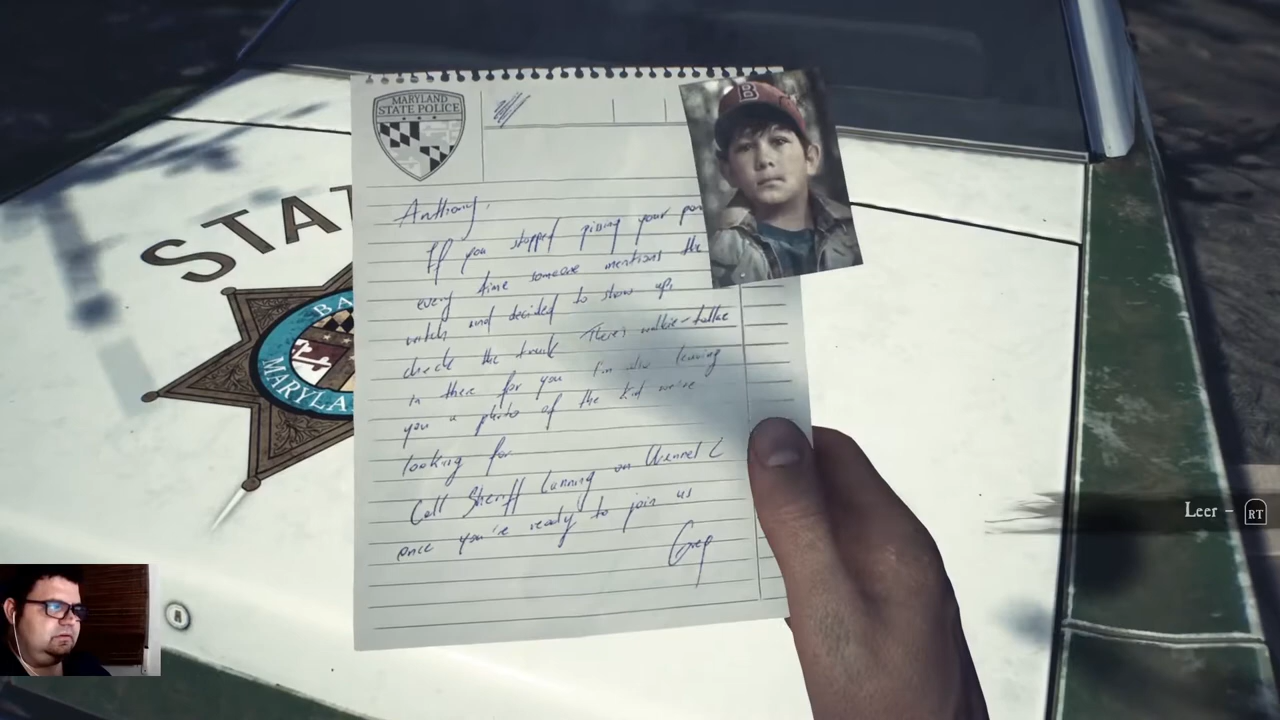 MARYLAND
STATE POLICE
STAT
BA
MARYLA
Anthony,
If you stopped pissing your
every time someone mentions the
witch and decided to show up,
check the trunk There's walkie-talkie
in there for you I'm also leaving
you a photo of the kid we're
looking for
Call Sheriff Lanning on Channel
once you're ready to join us
Greg
B
Leer - RT